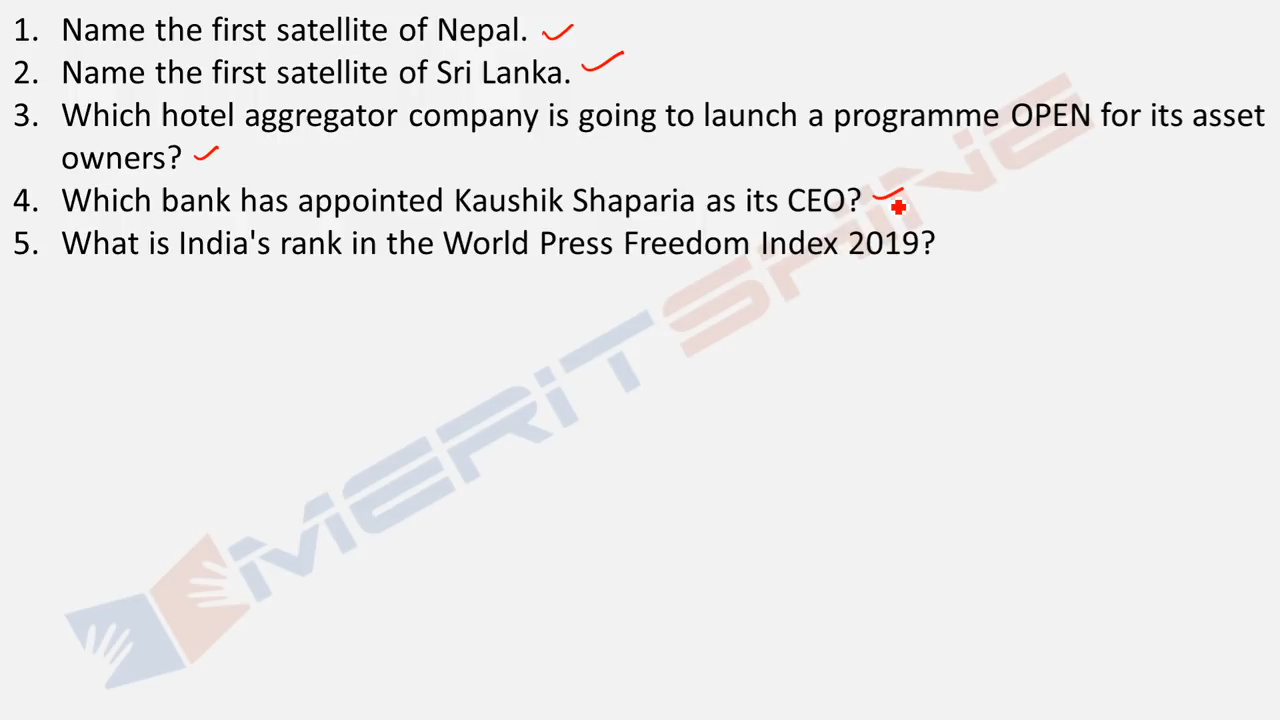 1. Name the first satellite of Nepal.
2. Name the first satellite of Sri Lanka.
3. Which hotel aggregator company is going to launch a programme OPEN for its asset
owners?
4. Which bank has appointed Kaushik Shaparia as its CEO?
5. What is India's rank in the World Press Freedom Index 2019?
MERITSHINE